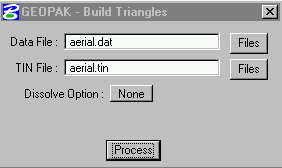 GEOPAK - Build Triangles
Data File : aerial.dat Files
TIN File : aerial.tin Files
Dissolve Option : None
Process